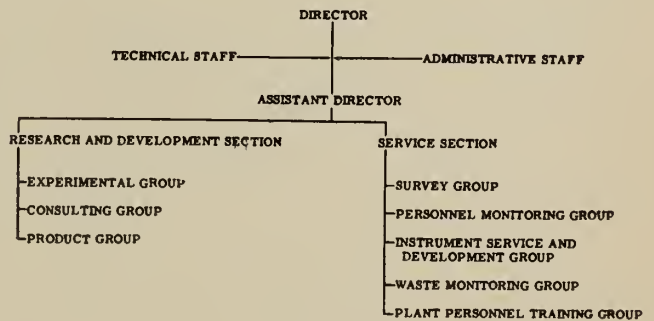 DIRECTOR
TECHNICAL STAFF
ADMINISTRATIVE STAFF
ASSISTANT DIRECTOR
RESEARCH AND DEVELOPMENT SECTION
SERVICE SECTION
EXPERIMENTAL GROUP
CONSULTING GROUP
PRODUCT GROUP
SURVEY GROUP
PERSONNEL MONITORING GROUP
INSTRUMENT SERVICE AND
DEVELOPMENT GROUP
WASTE MONITORING GROUP
PLANT PERSONNEL TRAINING GROUP